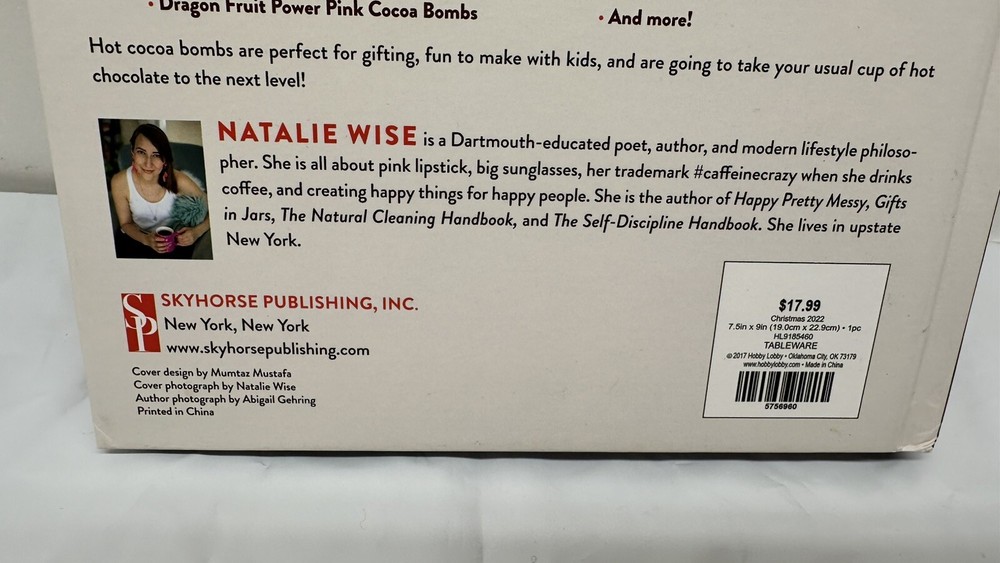 • Dragon Fruit Power Pink Cocoa Bombs
• And more!
Hot cocoa bombs are perfect for gifting, fun to make with kids, and are going to take your usual cup of hot
chocolate to the next level!
NATALIE WISE is a Dartmouth-educated poet, author, and modern lifestyle philoso-
pher. She is all about pink lipstick, big sunglasses, her trademark #caffeinecrazy when she drinks
coffee, and creating happy things for happy people. She is the author of Happy Pretty Messy, Gifts
in Jars, The Natural Cleaning Handbook, and The Self-Discipline Handbook. She lives in upstate
New York.
SP
SKYHORSE PUBLISHING, INC.
New York, New York
www.skyhorsepublishing.com
Cover design by Mumtaz Mustafa
Cover photograph by Natalie Wise
Author photograph by Abigail Gehring
Printed in China
$17.99
Christmas 2022
7.5in x 9in (19.0cm x 22.9cm) • 1pc
HL9185460
TABLEWARE
© 2017 Hobby Lobby • Oklahoma City, OK 73179
www.hobbylobby.com • Made in China
5756960